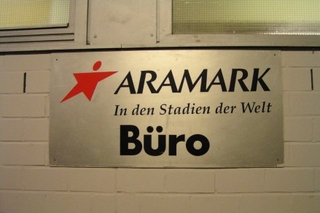 ARAMARK
In den Stadien der Welt
Büro